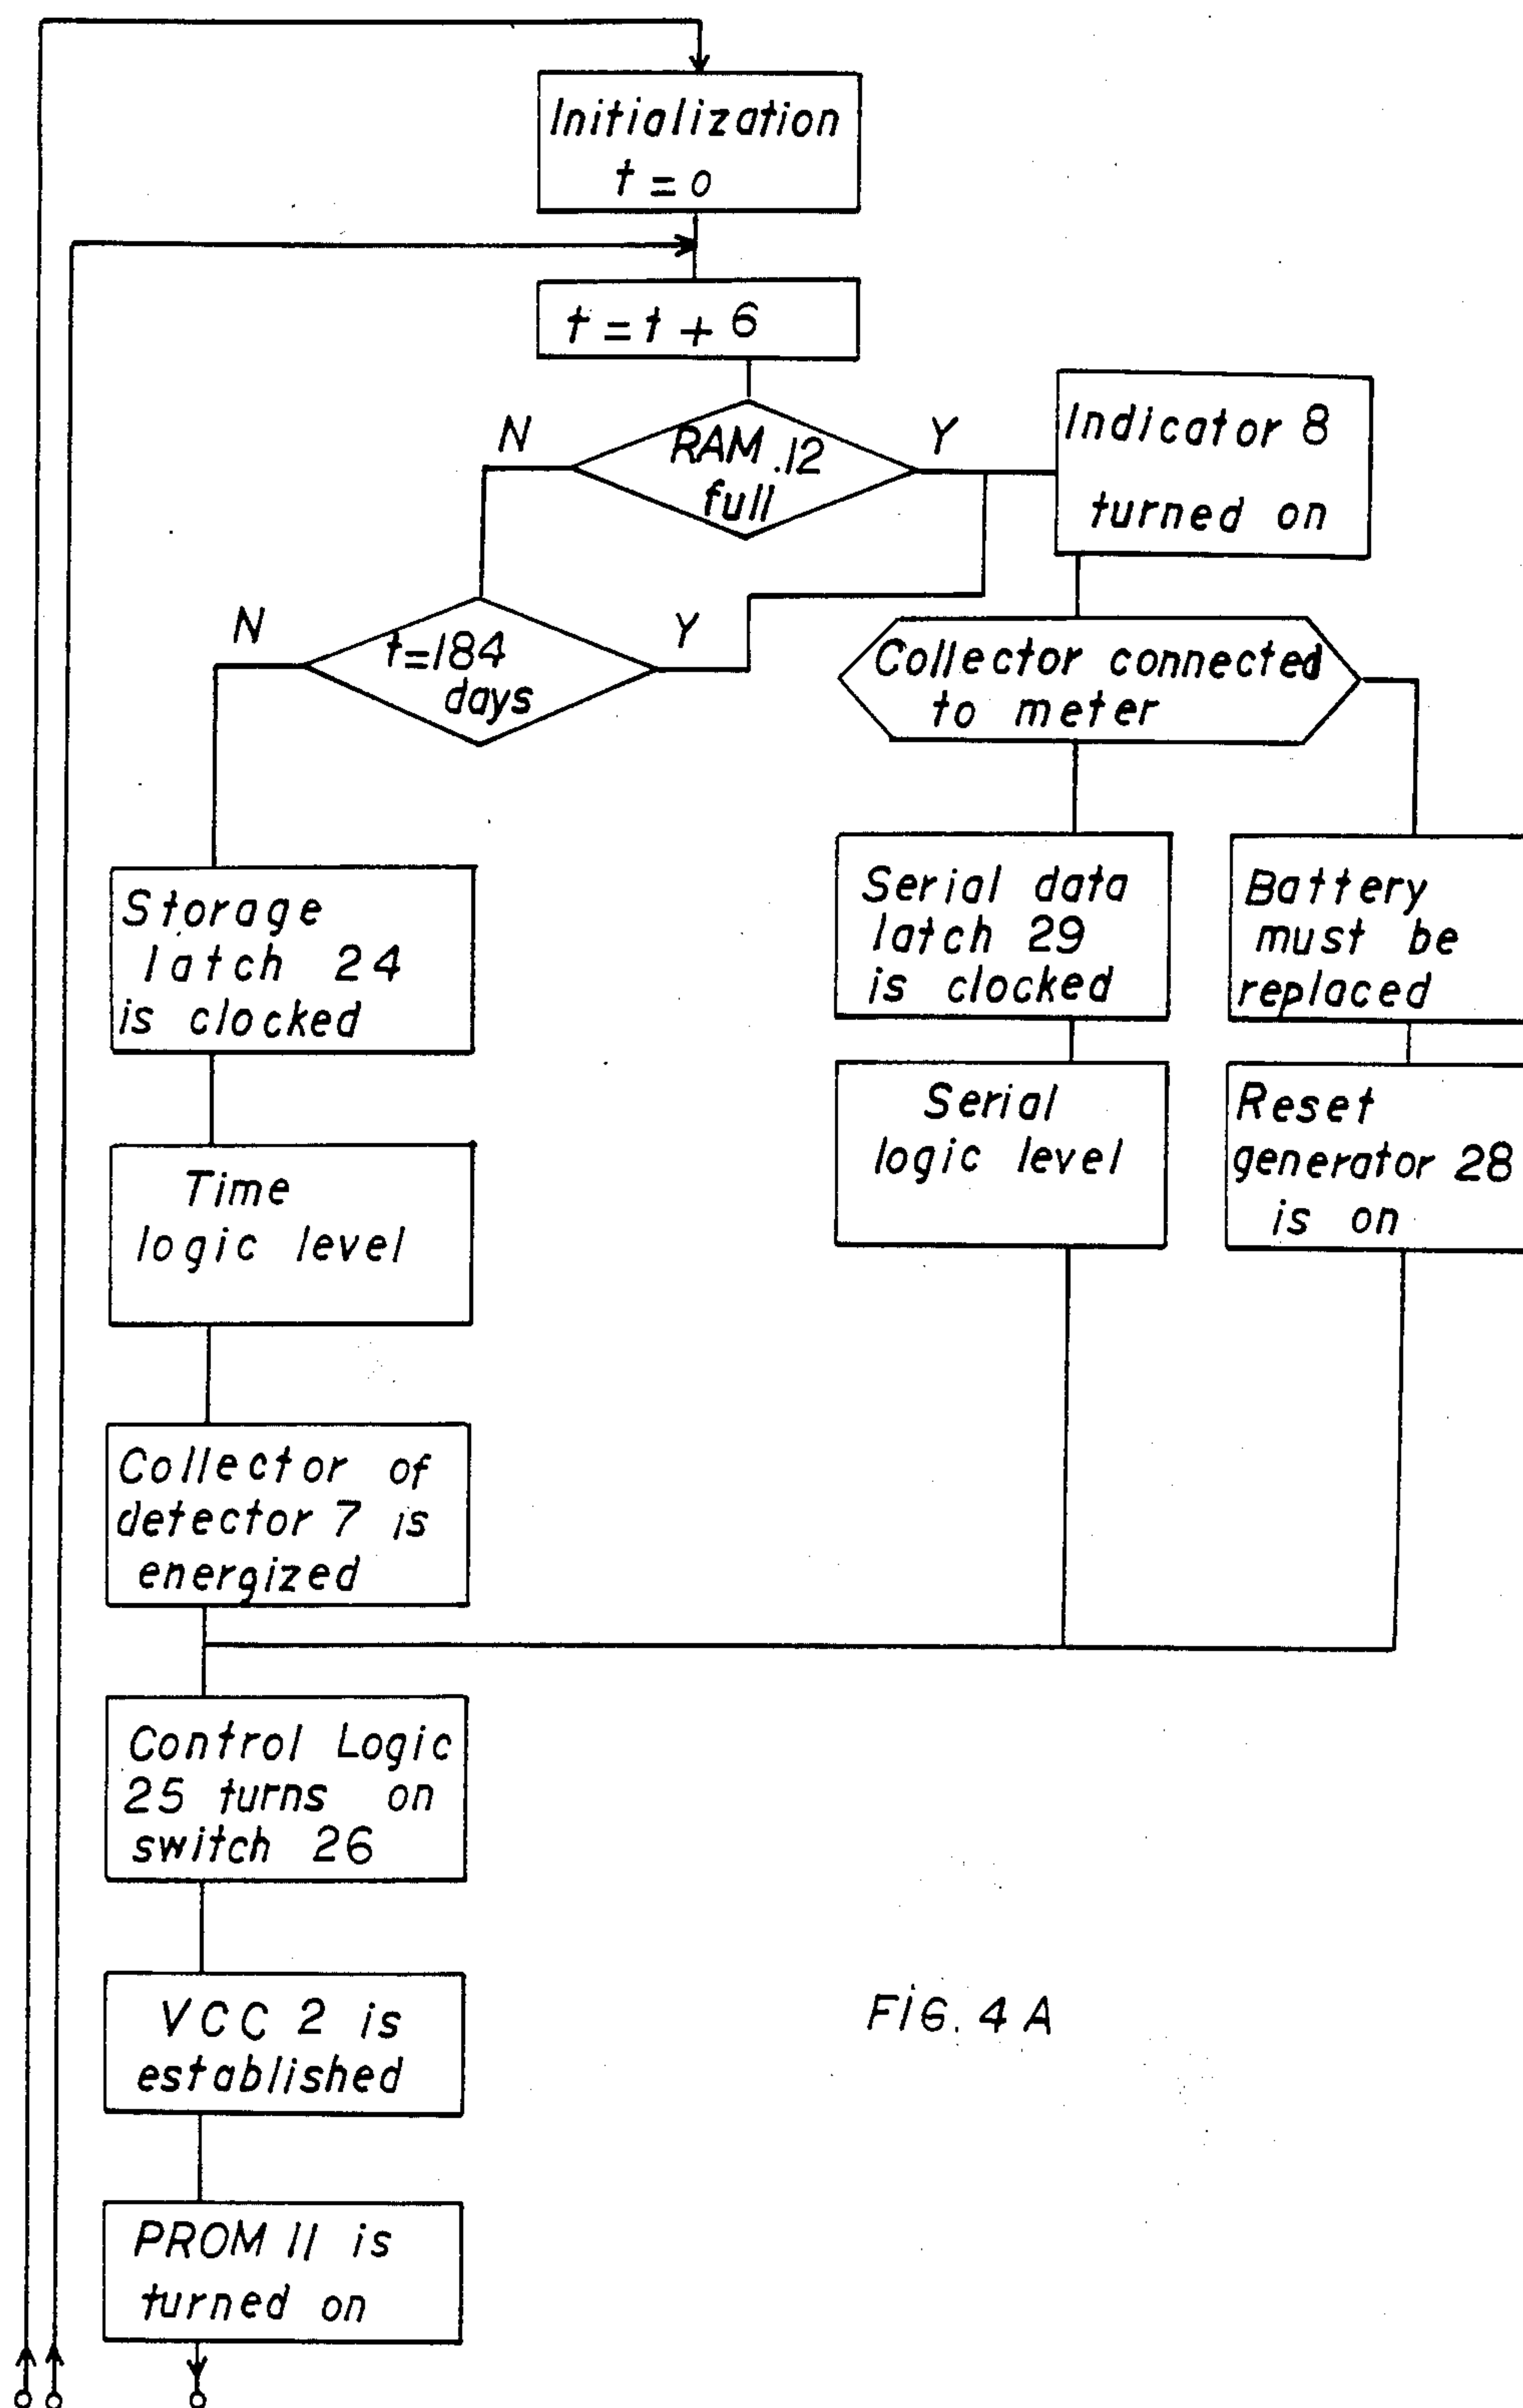 Initialization
t = o
t = t + 6
N
RAM .12
full
Y
Indicator 8
turned on
N
t=184
days
Y
Collector connected
to meter
Storage
latch 24
is clocked
Serial data
latch 29
is clocked
Battery
must be
replaced
Time
logic level
Serial
logic level
Reset
generator 28
is on
Collector of
detector 7 is
energized
Control Logic
25 turns on
switch 26
VCC 2 is
established
FIG. 4A
PROM 11 is
turned on